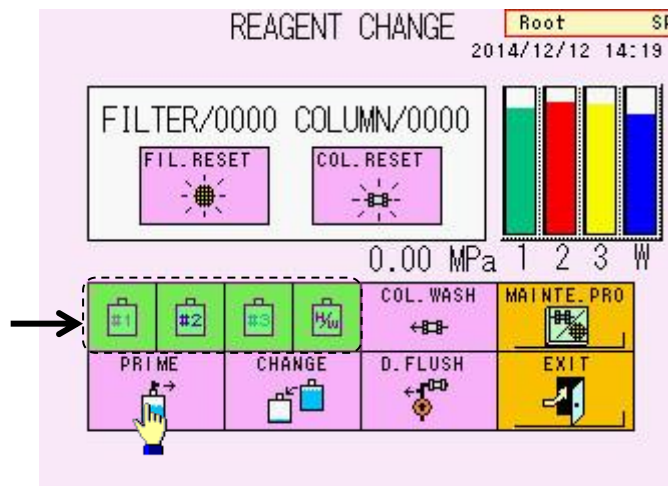 REAGENT CHANGE
Root SP
2014/12/12 14:19
FILTER/0000 COLUMN/0000
FIL.RESET COL.RESET
0.00 MPa 1 2 3 W
#1 #2 #3 H/W COL.WASH MAINTE.PRO
PRIME CHANGE D.FLUSH EXIT